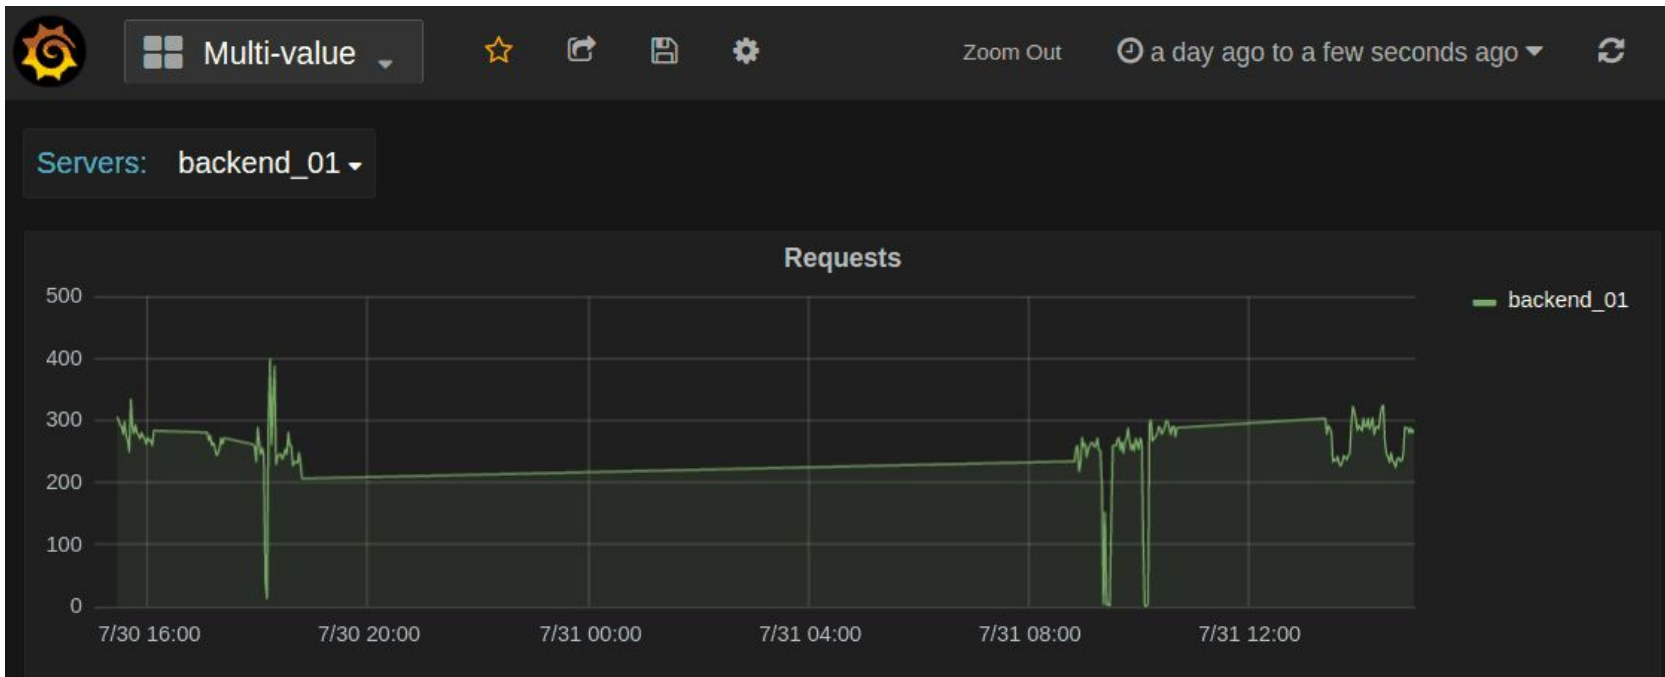 Multi-value
Zoom Out
a day ago to a few seconds ago
Servers: backend_01
Requests
500
400
300
200
100
0
7/30 16:00 7/30 20:00 7/31 00:00 7/31 04:00 7/31 08:00 7/31 12:00
backend_01